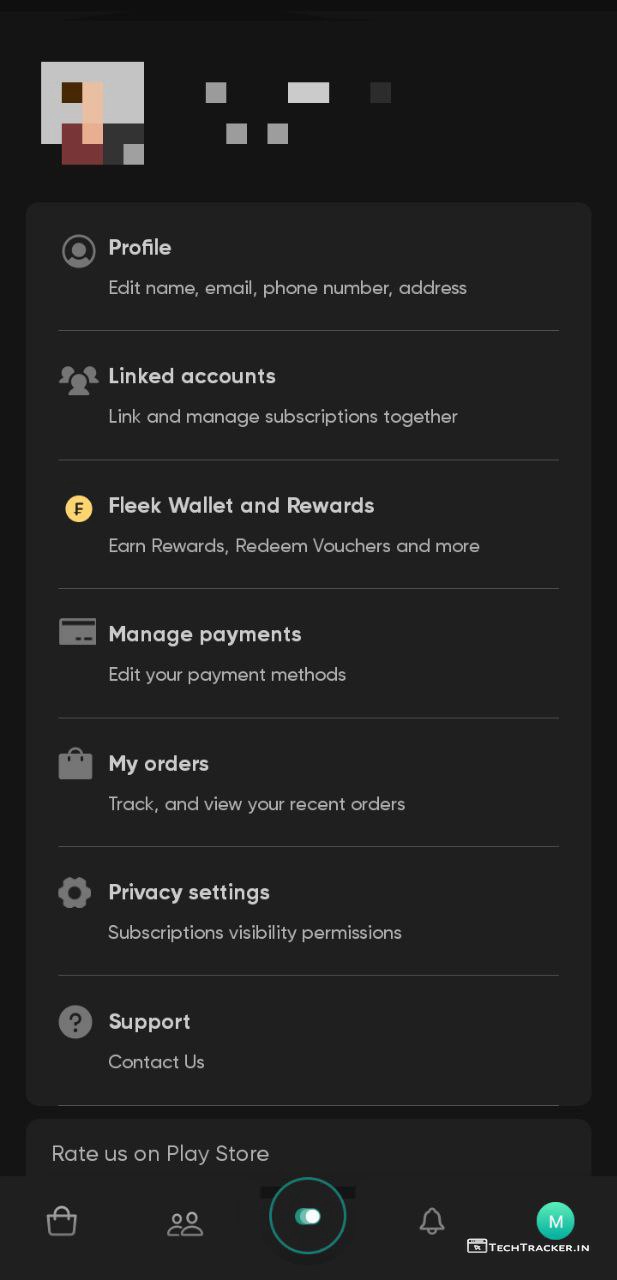 Profile
Edit name, email, phone number, address
Linked accounts
Link and manage subscriptions together
Fleek Wallet and Rewards
Earn Rewards, Redeem Vouchers and more
Manage payments
Edit your payment methods
My orders
Track, and view your recent orders
Privacy settings
Subscriptions visibility permissions
Support
Contact Us
Rate us on Play Store
M
TECHTRACKER.IN